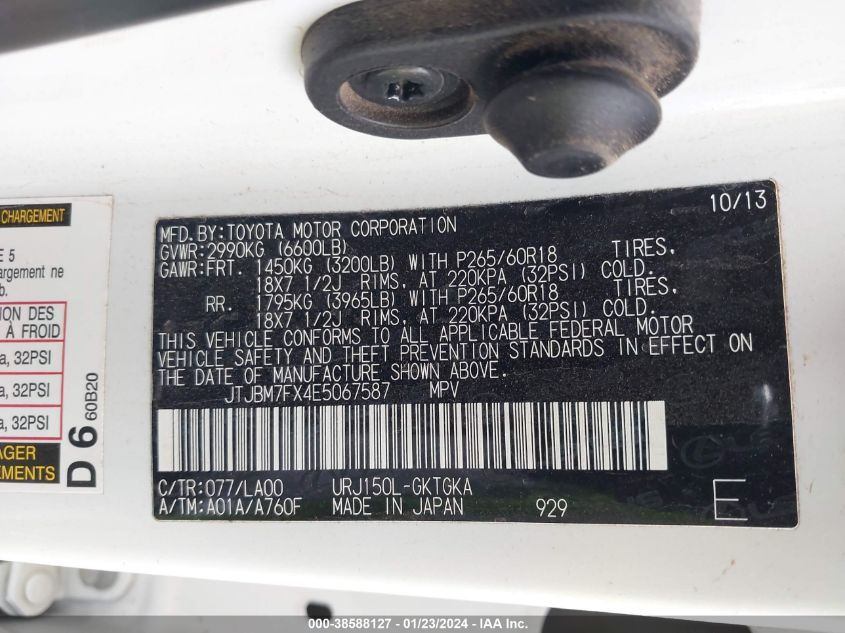 CHARGEMENT
E 5
argement ne
b.
ION DES
À FROID
a, 32PSI
a, 32PSI
a, 32PSI
AGER
EMENTS
D 6 60B20
10/13
MFD. BY:TOYOTA MOTOR CORPORATION
GVWR:2990KG (6600LB)
GAWR:FRT. 1450KG (3200LB) WITH P265/60R18 TIRES,
18X7 1/2J RIMS, AT 220KPA (32PSI) COLD.
RR. 1795KG (3965LB) WITH P265/60R18 TIRES,
18X7 1/2J RIMS, AT 220KPA (32PSI) COLD.
THIS VEHICLE CONFORMS TO ALL APPLICABLE FEDERAL MOTOR
VEHICLE SAFETY AND THEFT PREVENTION STANDARDS IN EFFECT ON
THE DATE OF MANUFACTURE SHOWN ABOVE.
JTJBM7FX4E5067587 MPV
C/TR:077/LA00 URJ150L-GKTGKA
A/TM:A01A/A760F MADE IN JAPAN 929 E
000-38588127 - 01/23/2024 - IAA Inc.